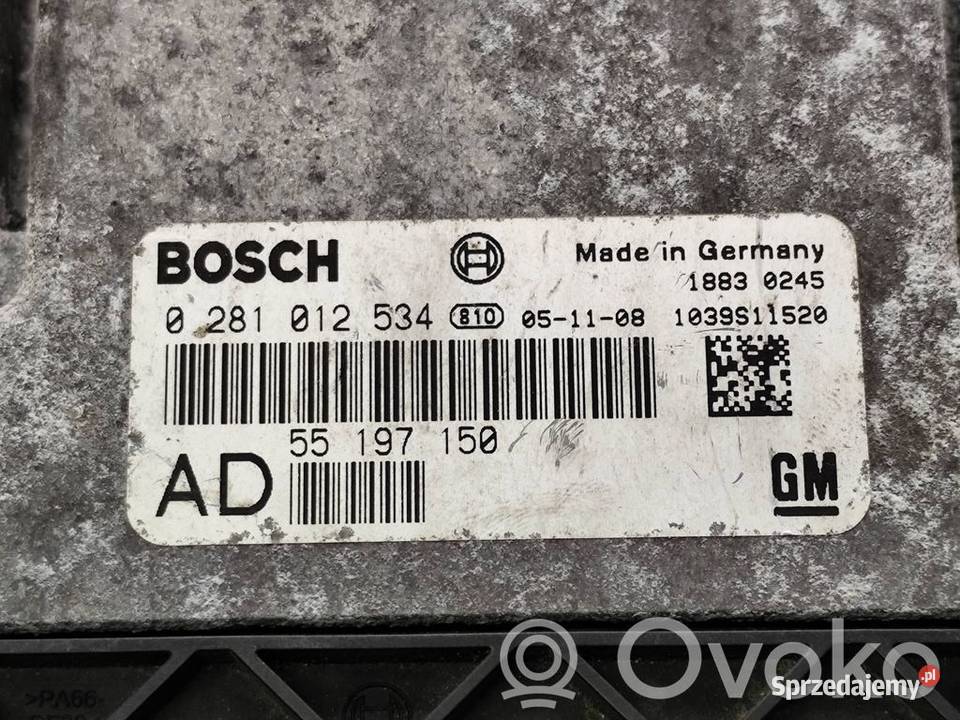 BOSCH Made in Germany
1883 0245
0 281 012 534 810 05-11-08 1039S11520
55 197 150
AD
GM
Ovoko
Sprzedajemy.pl
>PA66-